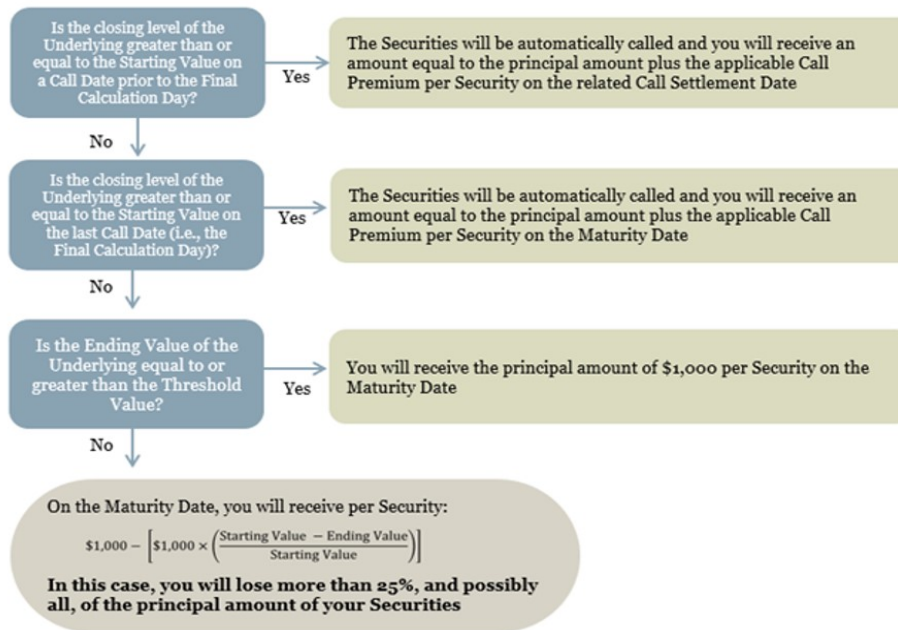 Is the closing level of the
Underlying greater than or
equal to the Starting Value on
a Call Date prior to the Final
Calculation Day?
Yes
The Securities will be automatically called and you will receive an
amount equal to the principal amount plus the applicable Call
Premium per Security on the related Call Settlement Date
No
Is the closing level of the
Underlying greater than or
equal to the Starting Value on
the last Call Date (i.e., the
Final Calculation Day)?
Yes
The Securities will be automatically called and you will receive an
amount equal to the principal amount plus the applicable Call
Premium per Security on the Maturity Date
No
Is the Ending Value of the
Underlying equal to or
greater than the Threshold
Value?
Yes
You will receive the principal amount of $1,000 per Security on the
Maturity Date
No
On the Maturity Date, you will receive per Security:
$1,000 − [$1,000 × (Starting Value − Ending Value / Starting Value)]
In this case, you will lose more than 25%, and possibly
all, of the principal amount of your Securities